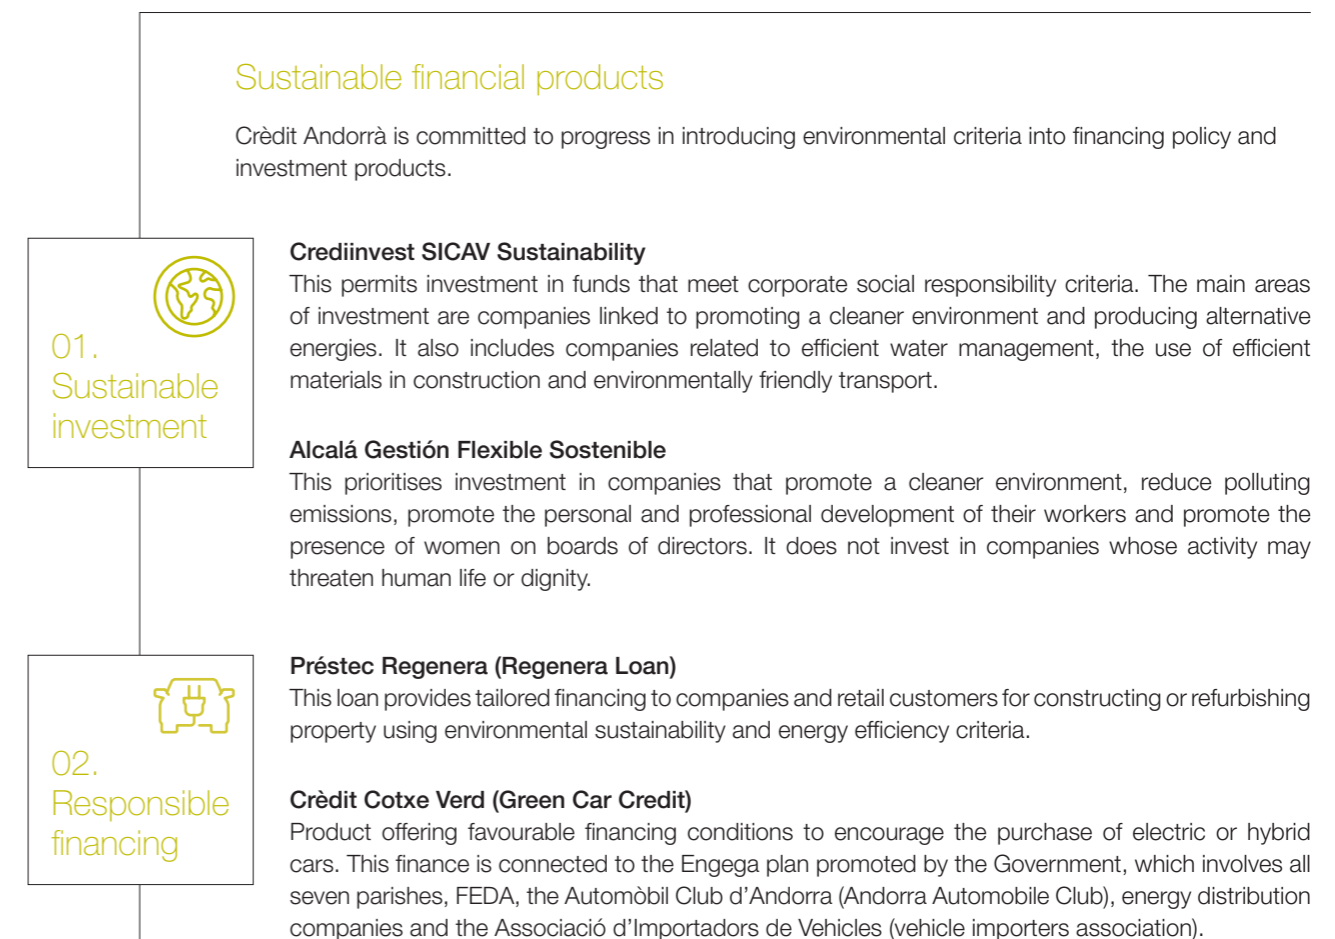 Sustainable financial products
Crèdit Andorrà is committed to progress in introducing environmental criteria into financing policy and
investment products.
01.
Sustainable
investment
Crediinvest SICAV Sustainability
This permits investment in funds that meet corporate social responsibility criteria. The main areas
of investment are companies linked to promoting a cleaner environment and producing alternative
energies. It also includes companies related to efficient water management, the use of efficient
materials in construction and environmentally friendly transport.
Alcalá Gestión Flexible Sostenible
This prioritises investment in companies that promote a cleaner environment, reduce polluting
emissions, promote the personal and professional development of their workers and promote the
presence of women on boards of directors. It does not invest in companies whose activity may
threaten human life or dignity.
02.
Responsible
financing
Préstec Regenera (Regenera Loan)
This loan provides tailored financing to companies and retail customers for constructing or refurbishing
property using environmental sustainability and energy efficiency criteria.
Crèdit Cotxe Verd (Green Car Credit)
Product offering favourable financing conditions to encourage the purchase of electric or hybrid
cars. This finance is connected to the Engega plan promoted by the Government, which involves all
seven parishes, FEDA, the Automòbil Club d’Andorra (Andorra Automobile Club), energy distribution
companies and the Associació d’Importadors de Vehicles (vehicle importers association).